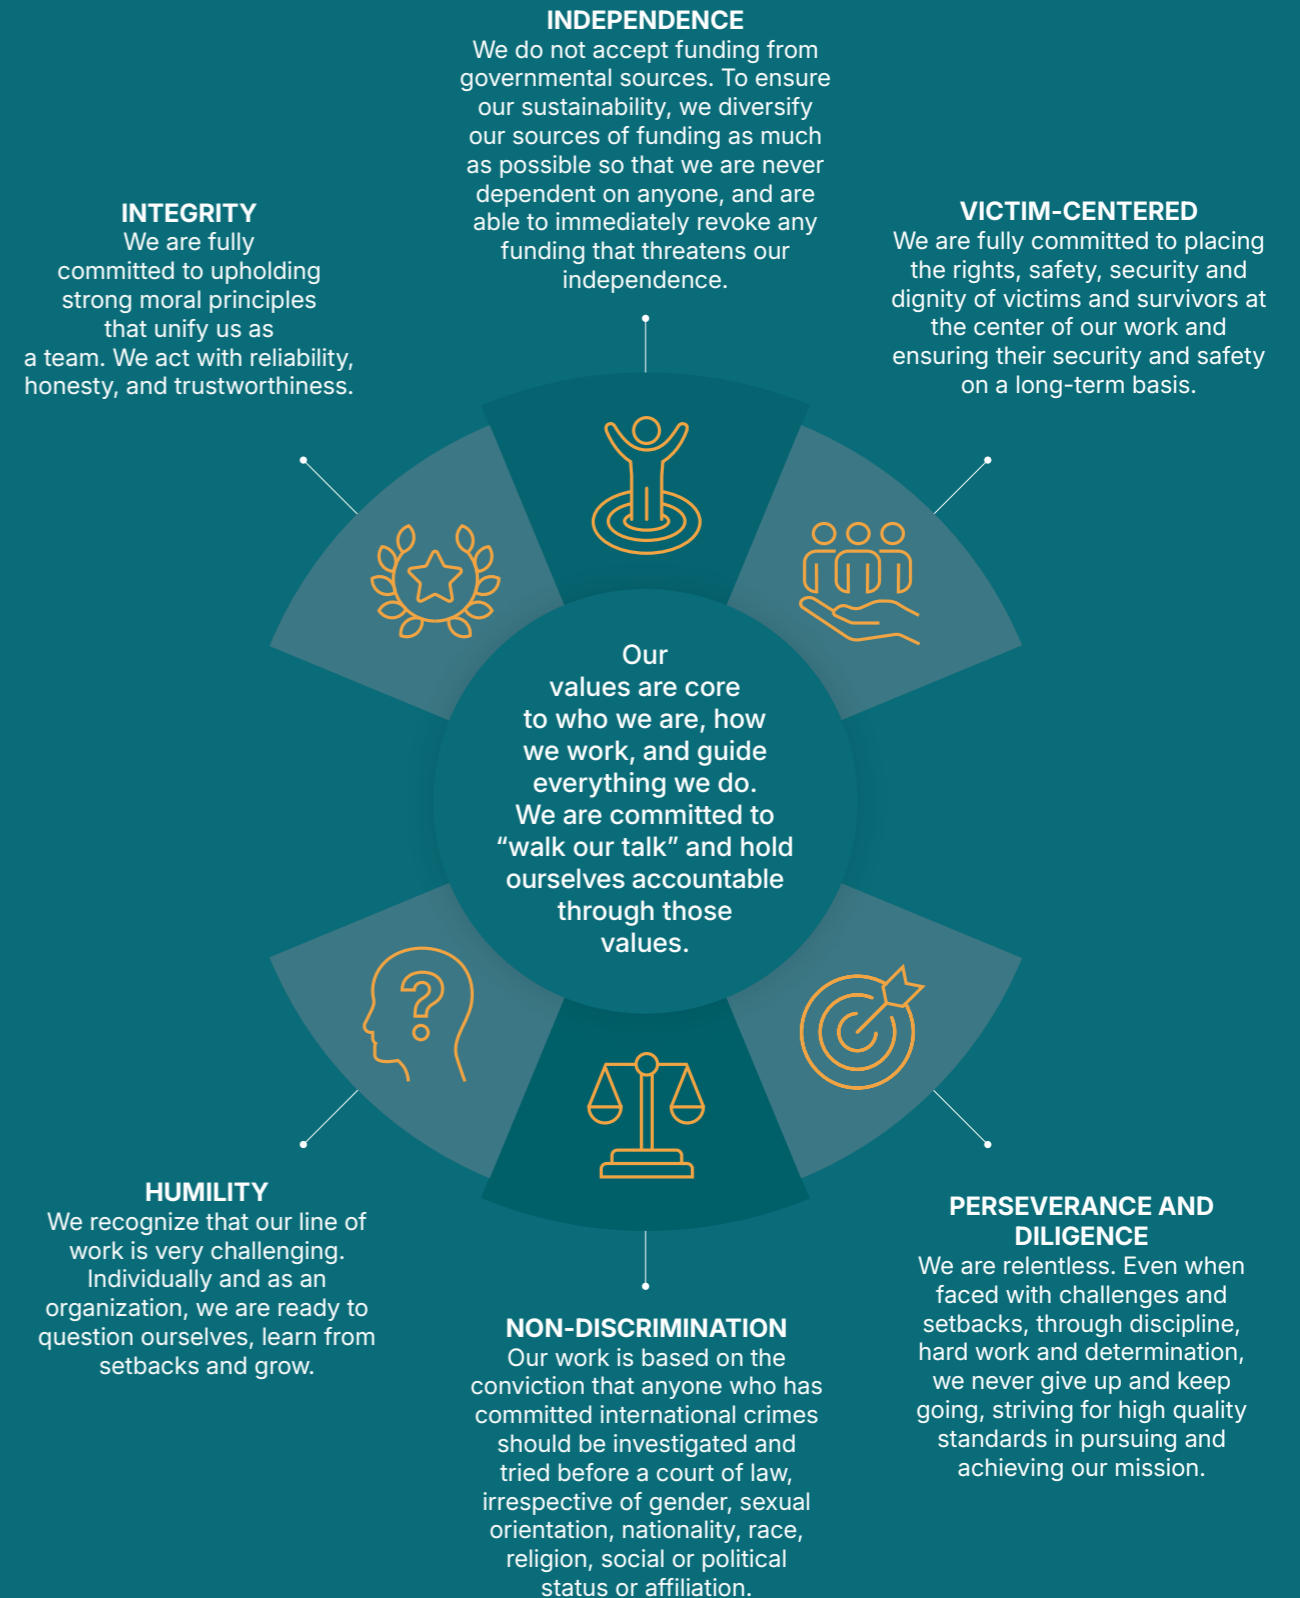 INDEPENDENCE
We do not accept funding from
governmental sources. To ensure
our sustainability, we diversify
our sources of funding as much
as possible so that we are never
dependent on anyone, and are
able to immediately revoke any
funding that threatens our
independence.
INTEGRITY
We are fully
committed to upholding
strong moral principles
that unify us as
a team. We act with reliability,
honesty, and trustworthiness.
VICTIM-CENTERED
We are fully committed to placing
the rights, safety, security and
dignity of victims and survivors at
the center of our work and
ensuring their security and safety
on a long-term basis.
Our
values are core
to who we are, how
we work, and guide
everything we do.
We are committed to
“walk our talk” and hold
ourselves accountable
through those
values.
HUMILITY
We recognize that our line of
work is very challenging.
Individually and as an
organization, we are ready to
question ourselves, learn from
setbacks and grow.
NON-DISCRIMINATION
Our work is based on the
conviction that anyone who has
committed international crimes
should be investigated and
tried before a court of law,
irrespective of gender, sexual
orientation, nationality, race,
religion, social or political
status or affiliation.
PERSEVERANCE AND
DILIGENCE
We are relentless. Even when
faced with challenges and
setbacks, through discipline,
hard work and determination,
we never give up and keep
going, striving for high quality
standards in pursuing and
achieving our mission.